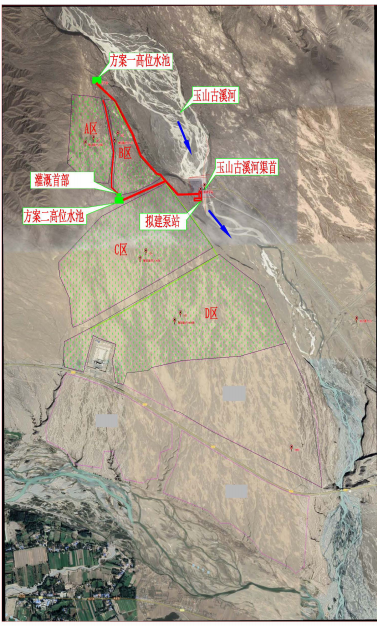 方案一高位水池
玉山古溪河
A区
B区
玉山古溪河渠首
灌溉首部
方案二高位水池
拟建泵站
C区
D区